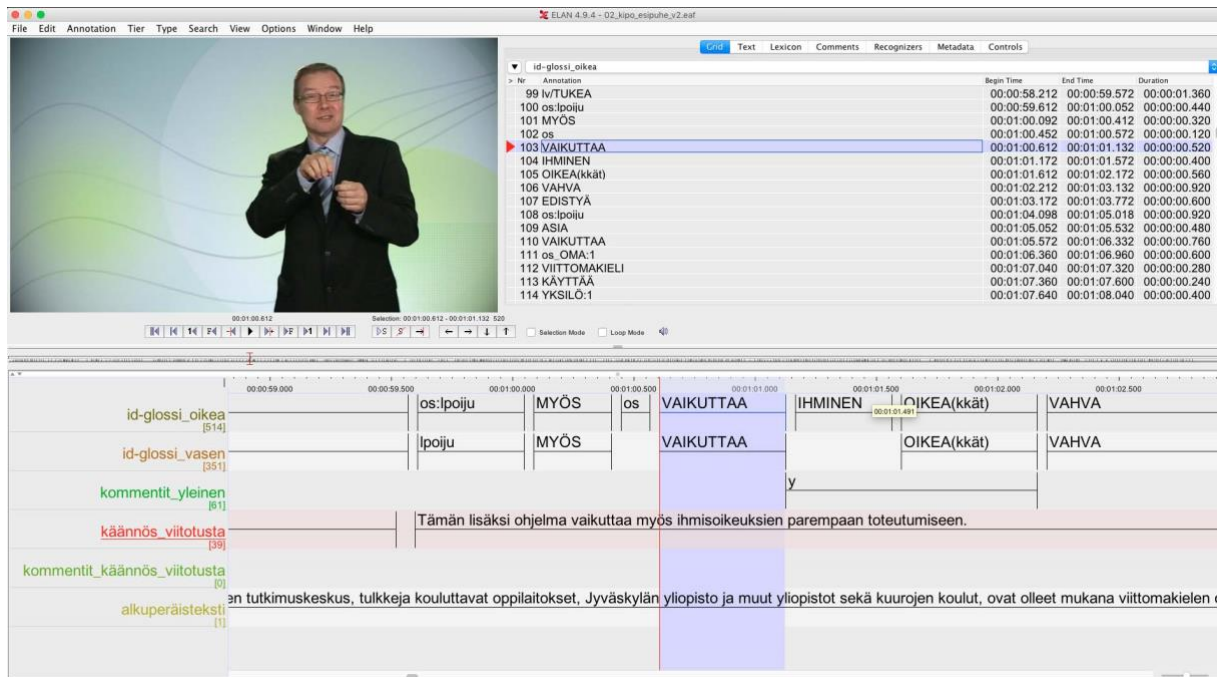 ELAN 4.9.4 - 02_kipo_esipuhe_v2.eaf
File Edit Annotation Tier Type Search View Options Window Help
Grid Text Lexicon Comments Recognizers Metadata Controls
id-glossi_oikea
> Nr Annotation Begin Time End Time Duration
99 lv/TUKEA 00:00:58.212 00:00:59.572 00:00:01.360
100 os:lpoiju 00:00:59.612 00:01:00.052 00:00:00.440
101 MYÖS 00:01:00.092 00:01:00.412 00:00:00.320
102 os 00:01:00.452 00:01:00.572 00:00:00.120
103 VAIKUTTAA 00:01:00.612 00:01:01.132 00:00:00.520
104 IHMINEN 00:01:01.172 00:01:01.572 00:00:00.400
105 OIKEA(kkät) 00:01:01.612 00:01:02.172 00:00:00.560
106 VAHVA 00:01:02.212 00:01:03.132 00:00:00.920
107 EDISTYÄ 00:01:03.172 00:01:03.772 00:00:00.600
108 os:lpoiju 00:01:04.098 00:01:05.018 00:00:00.920
109 ASIA 00:01:05.052 00:01:05.532 00:00:00.480
110 VAIKUTTAA 00:01:05.572 00:01:06.332 00:00:00.760
111 os_OMA:1 00:01:06.360 00:01:06.960 00:00:00.600
112 VIITTOMAKIELI 00:01:07.040 00:01:07.320 00:00:00.280
113 KÄYTTÄÄ 00:01:07.360 00:01:07.600 00:00:00.240
114 YKSILÖ:1 00:01:07.640 00:01:08.040 00:00:00.400
00:01:00.612 Selection: 00:01:00.612 - 00:01:01.132 520
Selection Mode Loop Mode
00:00:59.000 00:00:59.500 00:01:00.000 00:01:00.500 00:01:01.000 00:01:01.500 00:01:02.000 00:01:02.500
id-glossi_oikea os:lpoiju MYÖS os VAIKUTTAA IHMINEN OIKEA(kkät) VAHVA
00:01:01.491
[514]
id-glossi_vasen lpoiju MYÖS VAIKUTTAA OIKEA(kkät) VAHVA
[351]
kommentit_yleinen y
[61]
käännös_viitotusta Tämän lisäksi ohjelma vaikuttaa myös ihmisoikeuksien parempaan toteutumiseen.
[39]
kommentit_käännös_viitotusta
[0]
alkuperäisteksti en tutkimuskeskus, tulkkeja kouluttavat oppilaitokset, Jyväskylän yliopisto ja muut yliopistot sekä kuurojen koulut, ovat olleet mukana viittomakielen
[1]